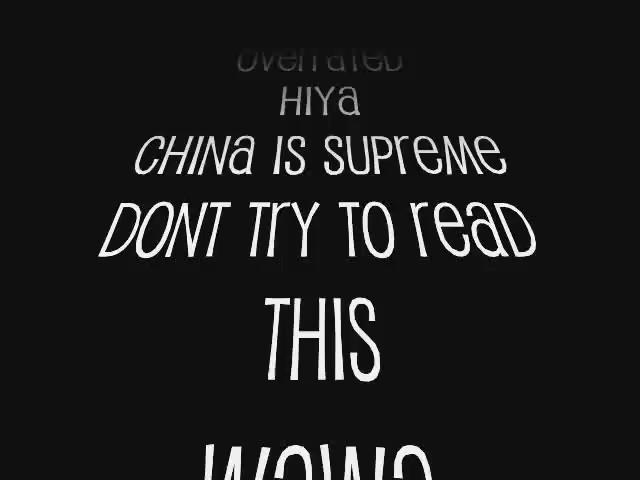 overrateD
HIYa
CHINa IS SUPreMe
DONT TrY TO reaD
THIS